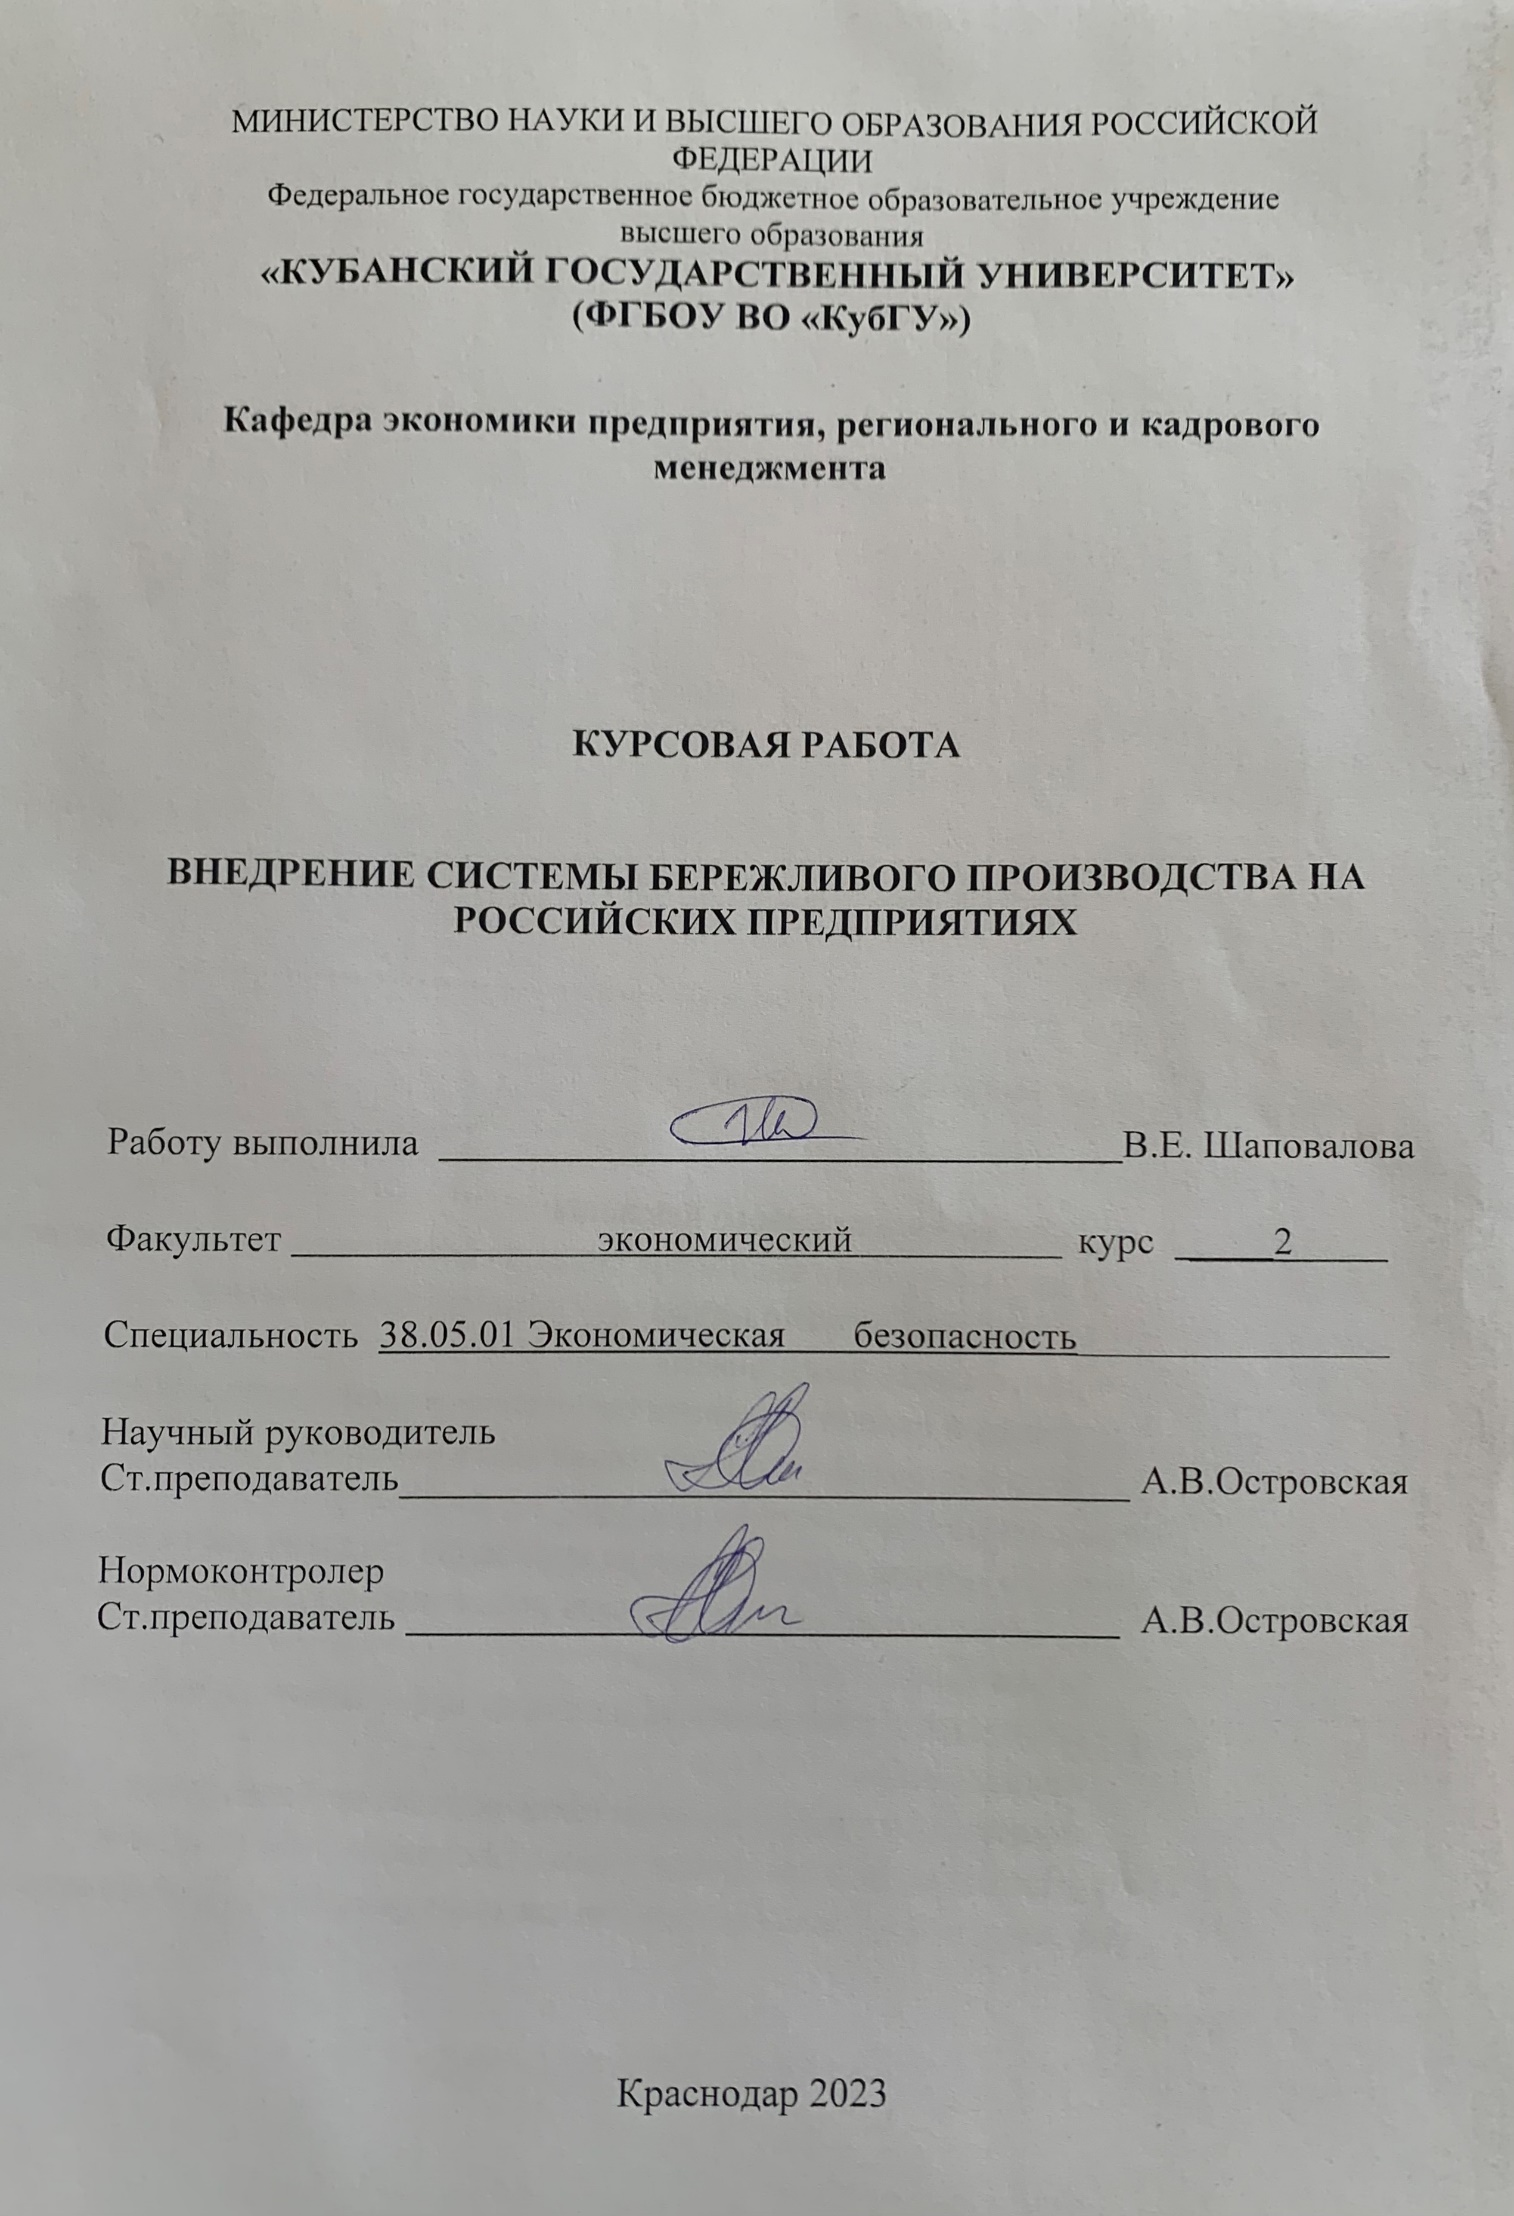 МИНИСТЕРСТВО НАУКИ И ВЫСШЕГО ОБРАЗОВАНИЯ РОССИЙСКОЙ
ФЕДЕРАЦИИ
Федеральное государственное бюджетное образовательное учреждение
высшего образования
«КУБАНСКИЙ ГОСУДАРСТВЕННЫЙ УНИВЕРСИТЕТ»
(ФГБОУ ВО «КубГУ»)
Кафедра экономики предприятия, регионального и кадрового
менеджмента
КУРСОВАЯ РАБОТА
ВНЕДРЕНИЕ СИСТЕМЫ БЕРЕЖЛИВОГО ПРОИЗВОДСТВА НА
РОССИЙСКИХ ПРЕДПРИЯТИЯХ
Работу выполнила В.Е. Шаповалова
Факультет экономический курс 2
Специальность 38.05.01 Экономическая безопасность
Научный руководитель
Ст.преподаватель А.В.Островская
Нормоконтролер
Ст.преподаватель А.В.Островская
Краснодар 2023